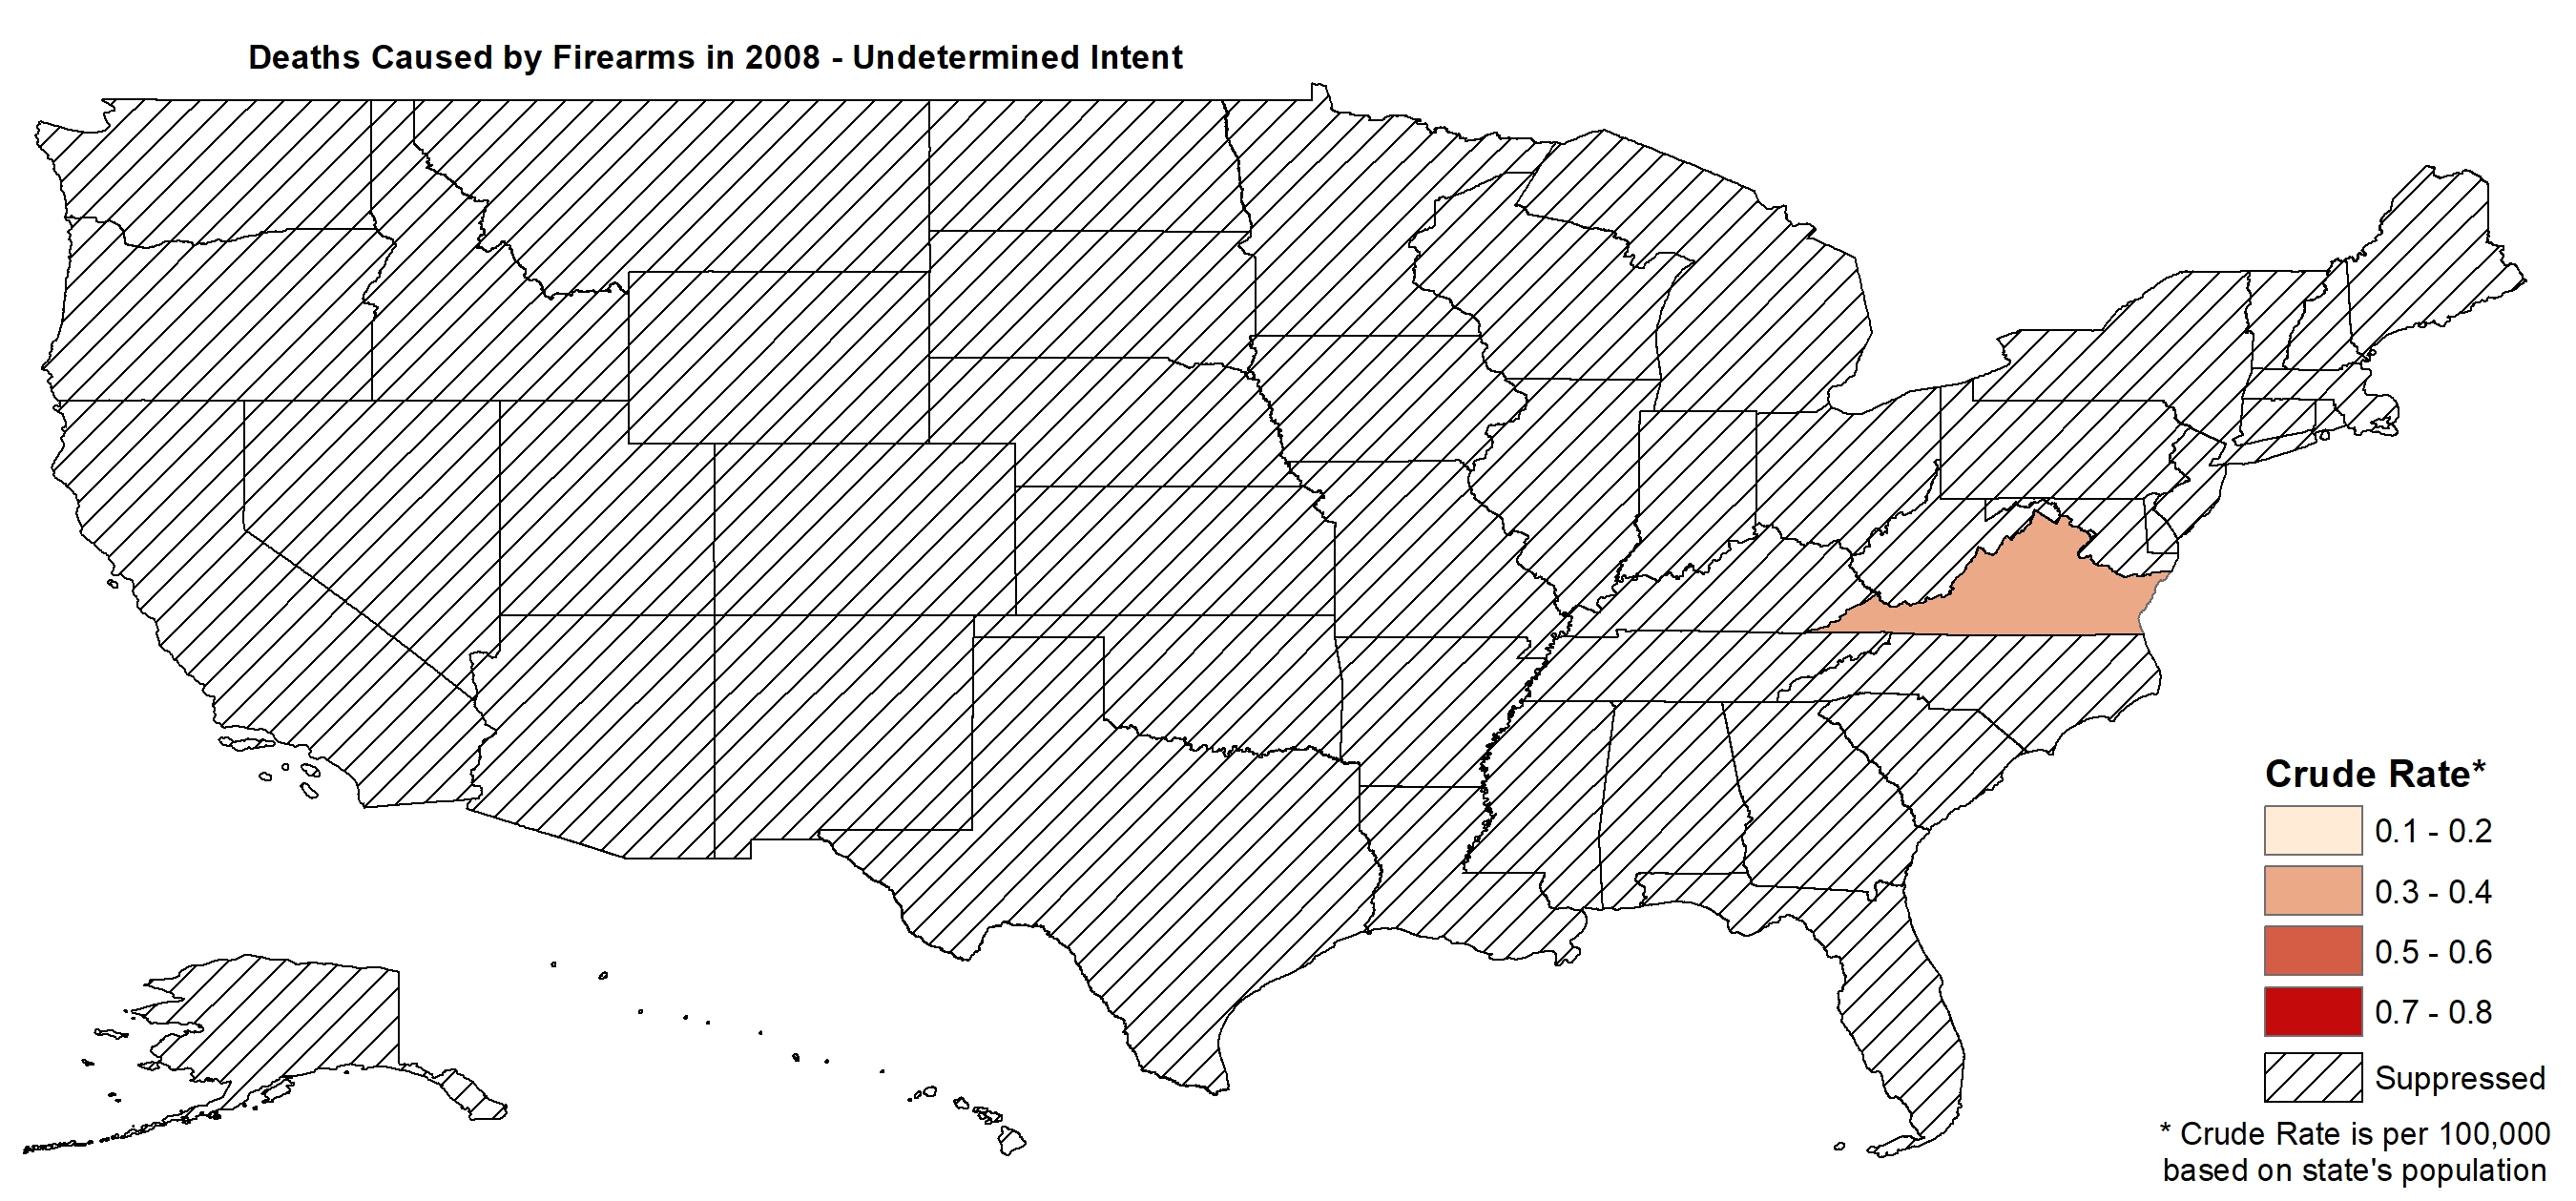 Deaths Caused by Firearms in 2008 - Undetermined Intent
Crude Rate*
0.1 - 0.2
0.3 - 0.4
0.5 - 0.6
0.7 - 0.8
Suppressed
* Crude Rate is per 100,000
based on state's population